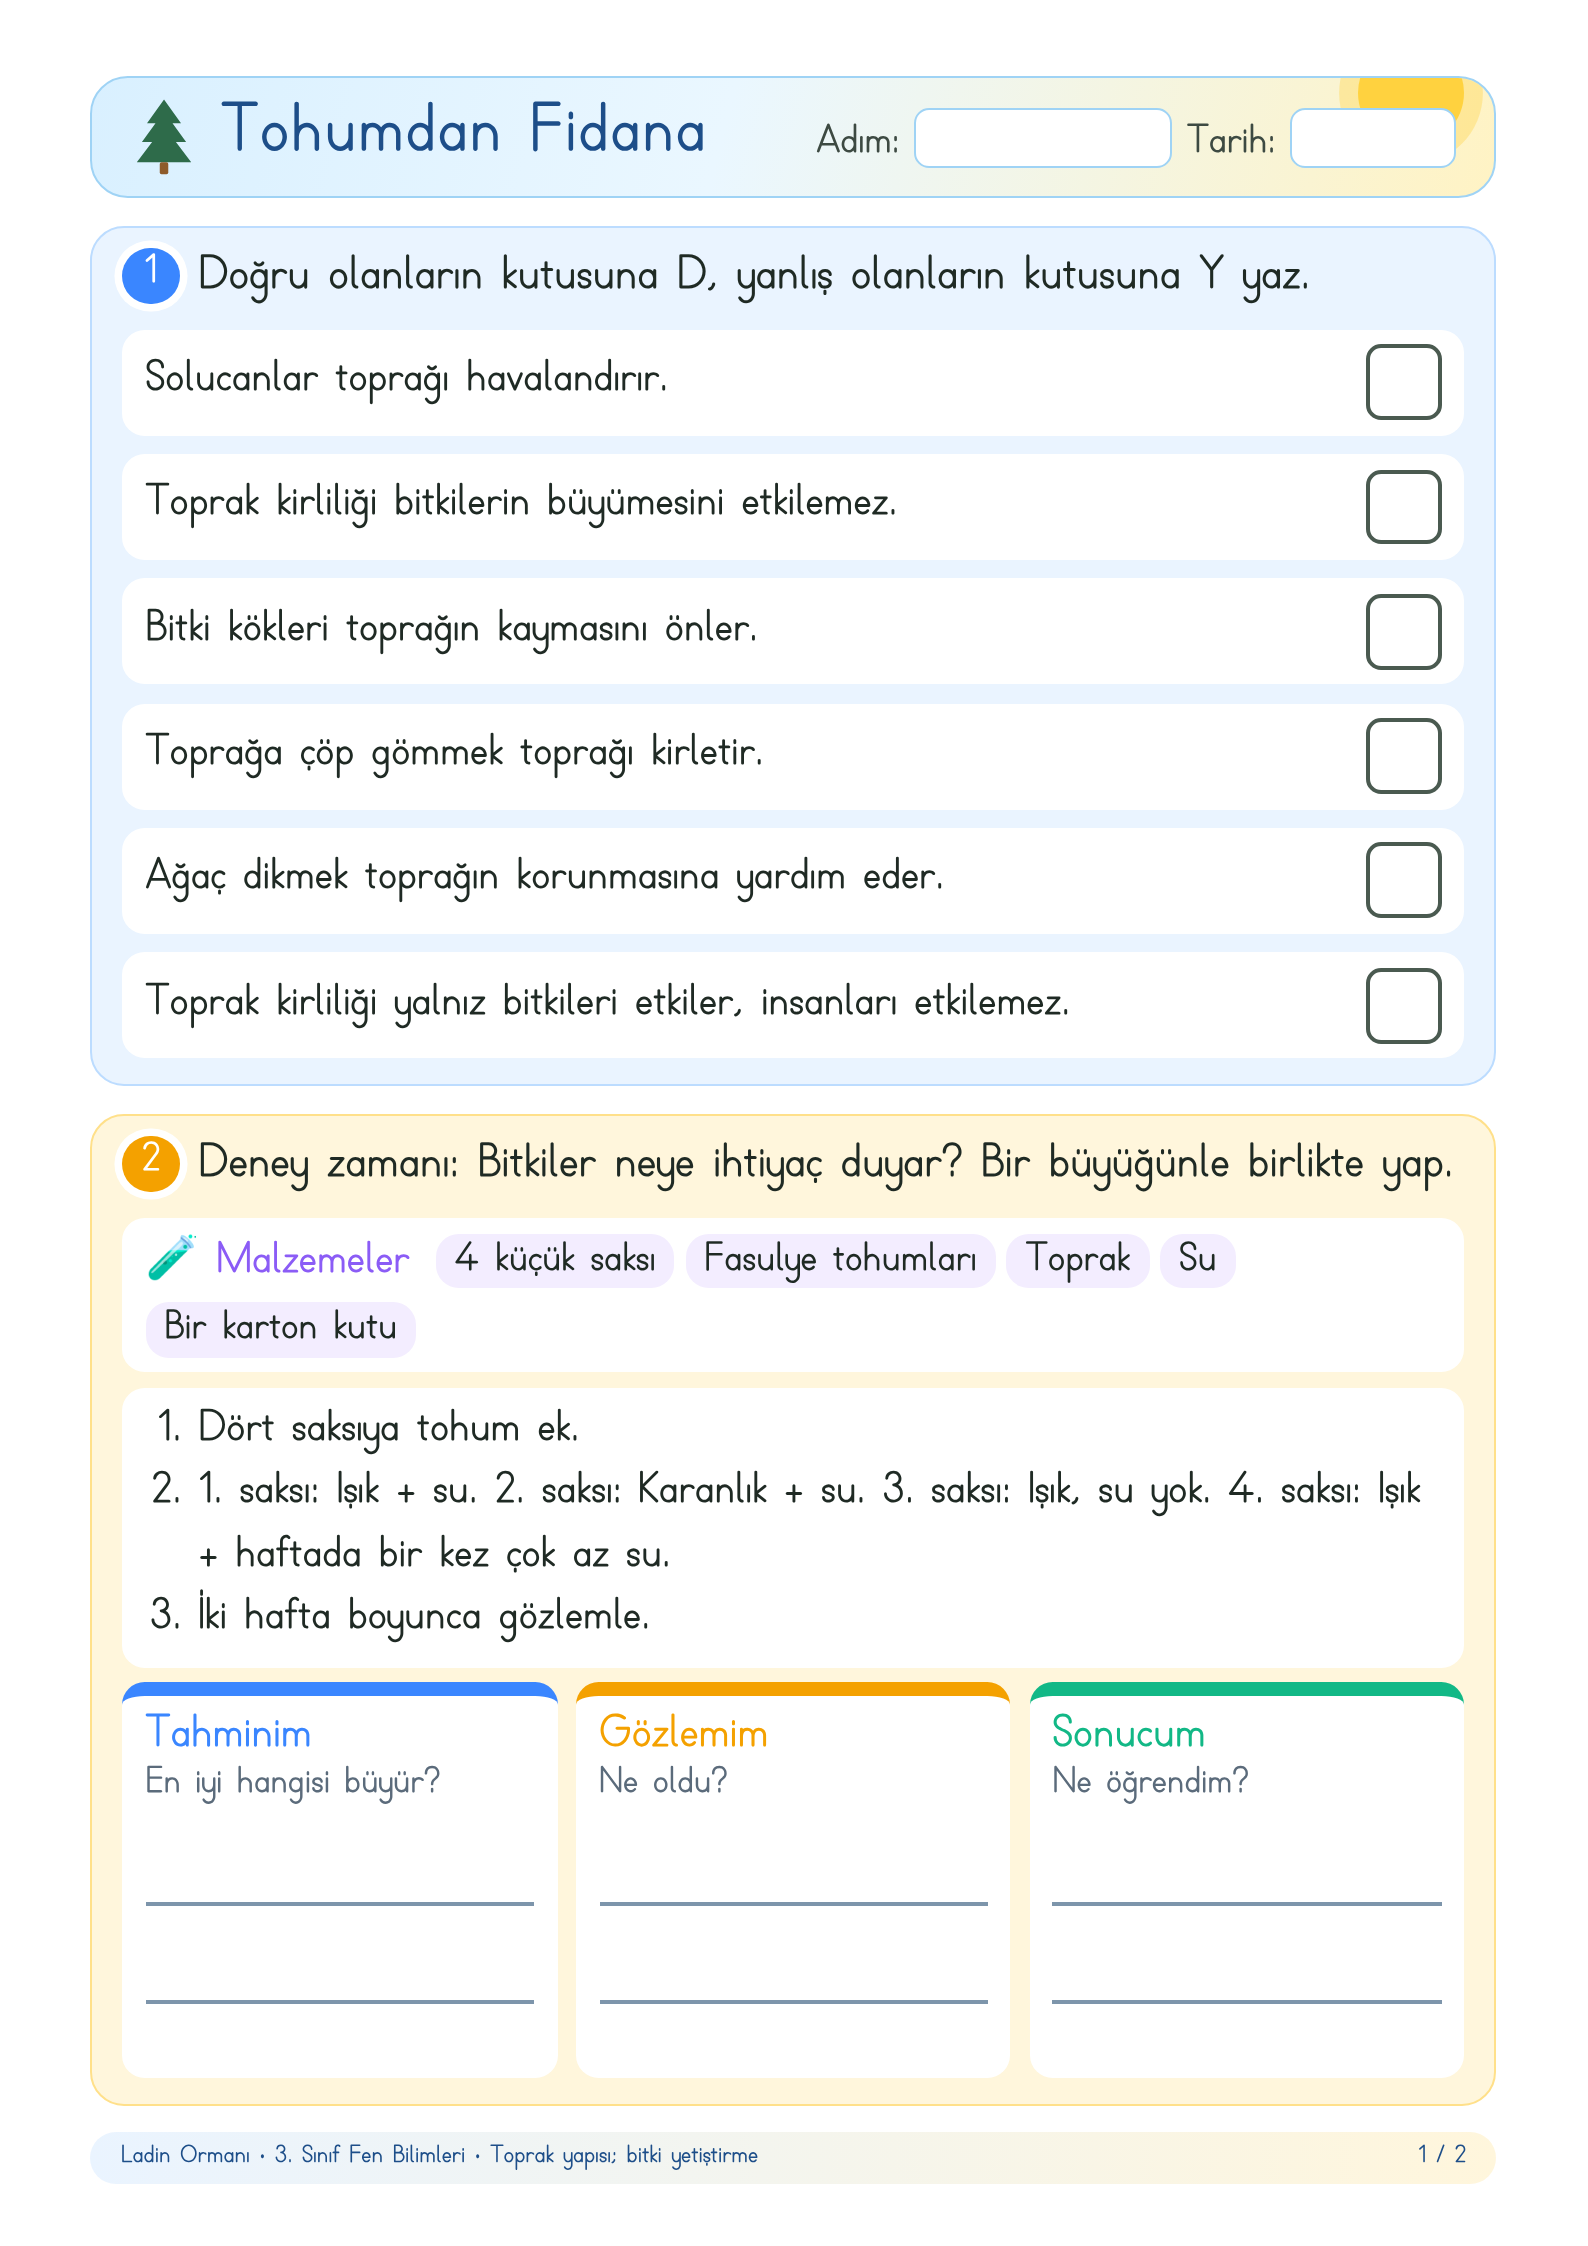 Tohumdan Fidana
Adım:
Tarih:
1 Doğru olanların kutusuna D, yanlış olanların kutusuna Y yaz.
Solucanlar toprağı havalandırır.
Toprak kirliliği bitkilerin büyümesini etkilemez.
Bitki kökleri toprağın kaymasını önler.
Toprağa çöp gömmek toprağı kirletir.
Ağaç dikmek toprağın korunmasına yardım eder.
Toprak kirliliği yalnız bitkileri etkiler, insanları etkilemez.
2 Deney zamanı: Bitkiler neye ihtiyaç duyar? Bir büyüğünle birlikte yap.
Malzemeler 4 küçük saksı Fasulye tohumları Toprak Su
Bir karton kutu
1. Dört saksıya tohum ek.
2. 1. saksı: Işık + su. 2. saksı: Karanlık + su. 3. saksı: Işık, su yok. 4. saksı: Işık
+ haftada bir kez çok az su.
3. İki hafta boyunca gözlemle.
Tahminim
En iyi hangisi büyür?
Gözlemim
Ne oldu?
Sonucum
Ne öğrendim?
Ladin Ormanı • 3. Sınıf Fen Bilimleri • Toprak yapısı; bitki yetiştirme
1 / 2